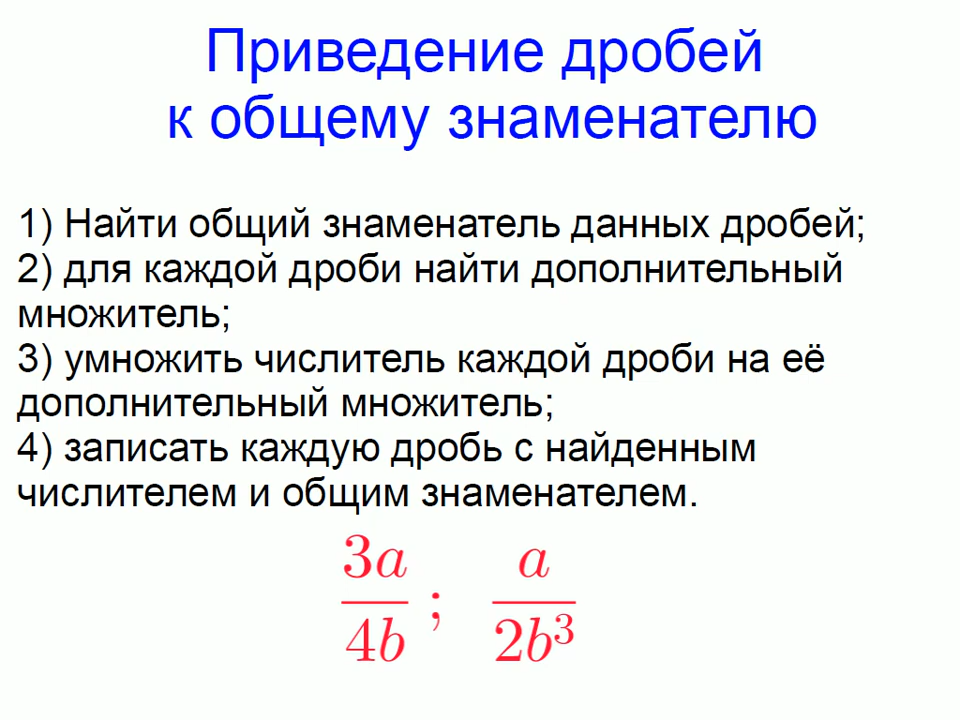 Приведение дробей
к общему знаменателю
1) Найти общий знаменатель данных дробей;
2) для каждой дроби найти дополнительный
множитель;
3) умножить числитель каждой дроби на её
дополнительный множитель;
4) записать каждую дробь с найденным
числителем и общим знаменателем.
3a/4b ; a/2b³